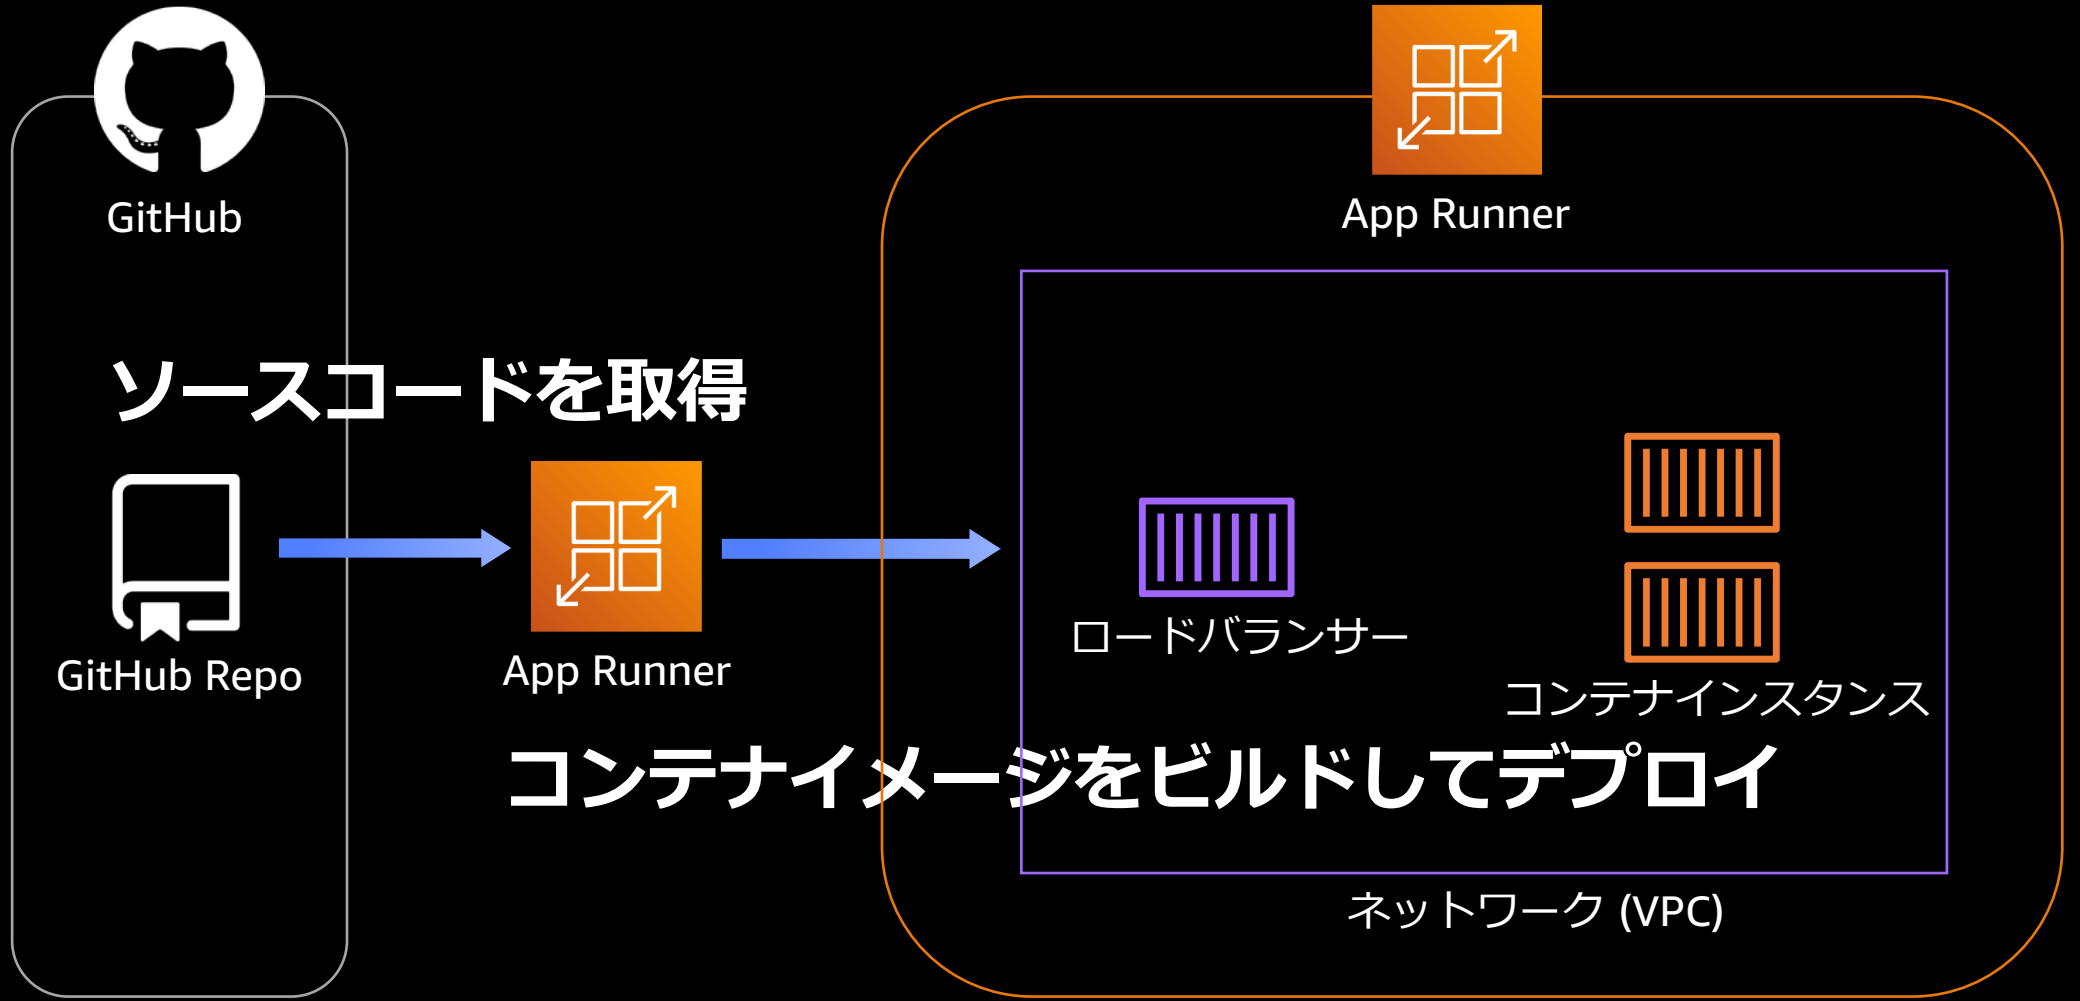 GitHub
App Runner
ソースコードを取得
GitHub Repo
App Runner
ロードバランサー
コンテナインスタンス
コンテナイメージをビルドしてデプロイ
ネットワーク (VPC)